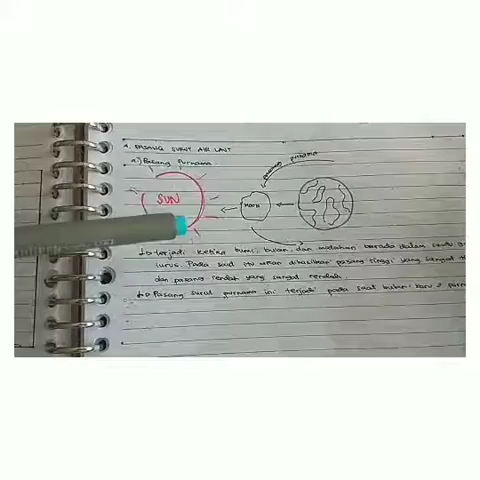 A. PASANG SURUT AIR LAUT
a.) Pasang Purnama
pasang purnama
SUN
MOON
terjadi ketika bumi, bulan, dan matahari berada dalam
lurus. Pada saat itu akan dihasilkan pasang tinggi yang sangat
dan pasang rendah yang sangat rendah.
Pasang surut purnama ini terjadi pada saat bulan baru &